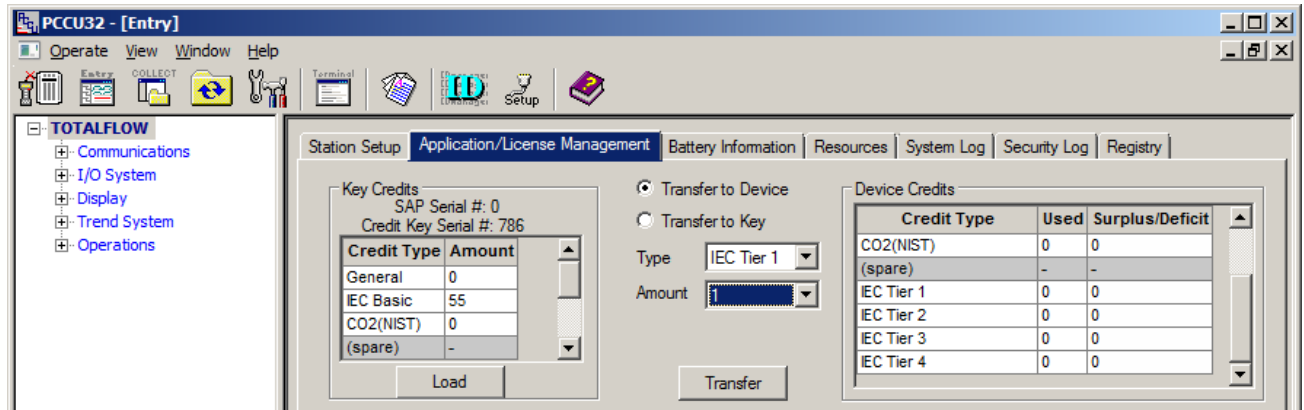 PCCU32 - [Entry]
Operate View Window Help
Entry COLLECT Terminal Setup
TOTALFLOW
Communications
I/O System
Display
Trend System
Operations
Station Setup Application/License Management Battery Information Resources System Log Security Log Registry
Key Credits
SAP Serial #: 0
Credit Key Serial #: 786
Credit Type Amount
General 0
IEC Basic 55
CO2(NIST) 0
(spare) -
Load
Transfer to Device
Transfer to Key
Type IEC Tier 1
Amount 1
Transfer
Device Credits
Credit Type Used Surplus/Deficit
CO2(NIST) 0 0
(spare) - -
IEC Tier 1 0 0
IEC Tier 2 0 0
IEC Tier 3 0 0
IEC Tier 4 0 0